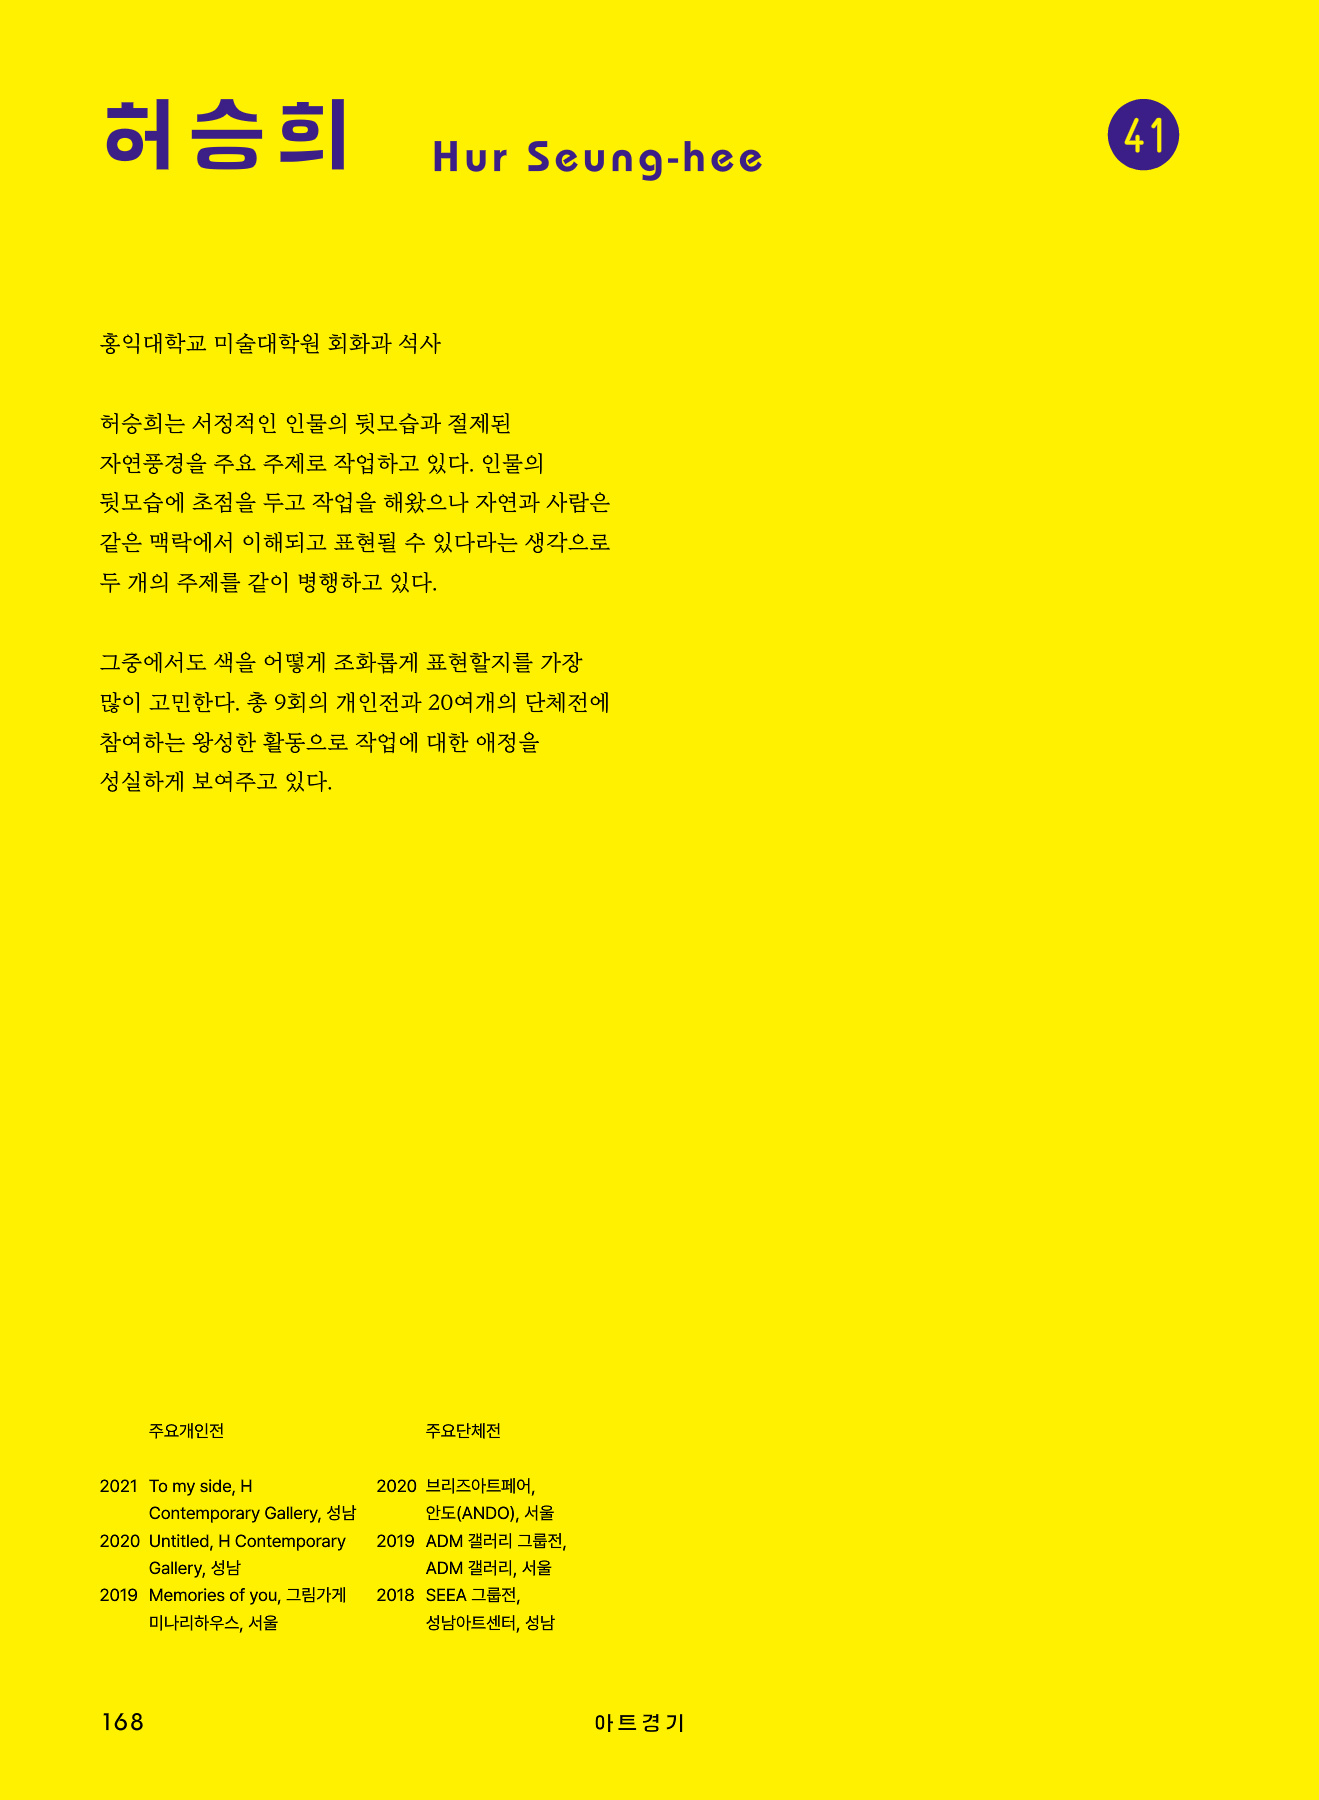 허승희 Hur Seung-hee 41
홍익대학교 미술대학원 회화과 석사
허승희는 서정적인 인물의 뒷모습과 절제된
자연풍경을 주요 주제로 작업하고 있다. 인물의
뒷모습에 초점을 두고 작업을 해왔으나 자연과 사람은
같은 맥락에서 이해되고 표현될 수 있다라는 생각으로
두 개의 주제를 같이 병행하고 있다.
그중에서도 색을 어떻게 조화롭게 표현할지를 가장
많이 고민한다. 총 9회의 개인전과 20여개의 단체전에
참여하는 왕성한 활동으로 작업에 대한 애정을
성실하게 보여주고 있다.
주요개인전
2021 To my side, H
Contemporary Gallery, 성남
2020 Untitled, H Contemporary
Gallery, 성남
2019 Memories of you, 그림가게
미나리하우스, 서울
주요단체전
2020 브리즈아트페어,
안도(ANDO), 서울
2019 ADM 갤러리 그룹전,
ADM 갤러리, 서울
2018 SEEA 그룹전,
성남아트센터, 성남
168
아트경기